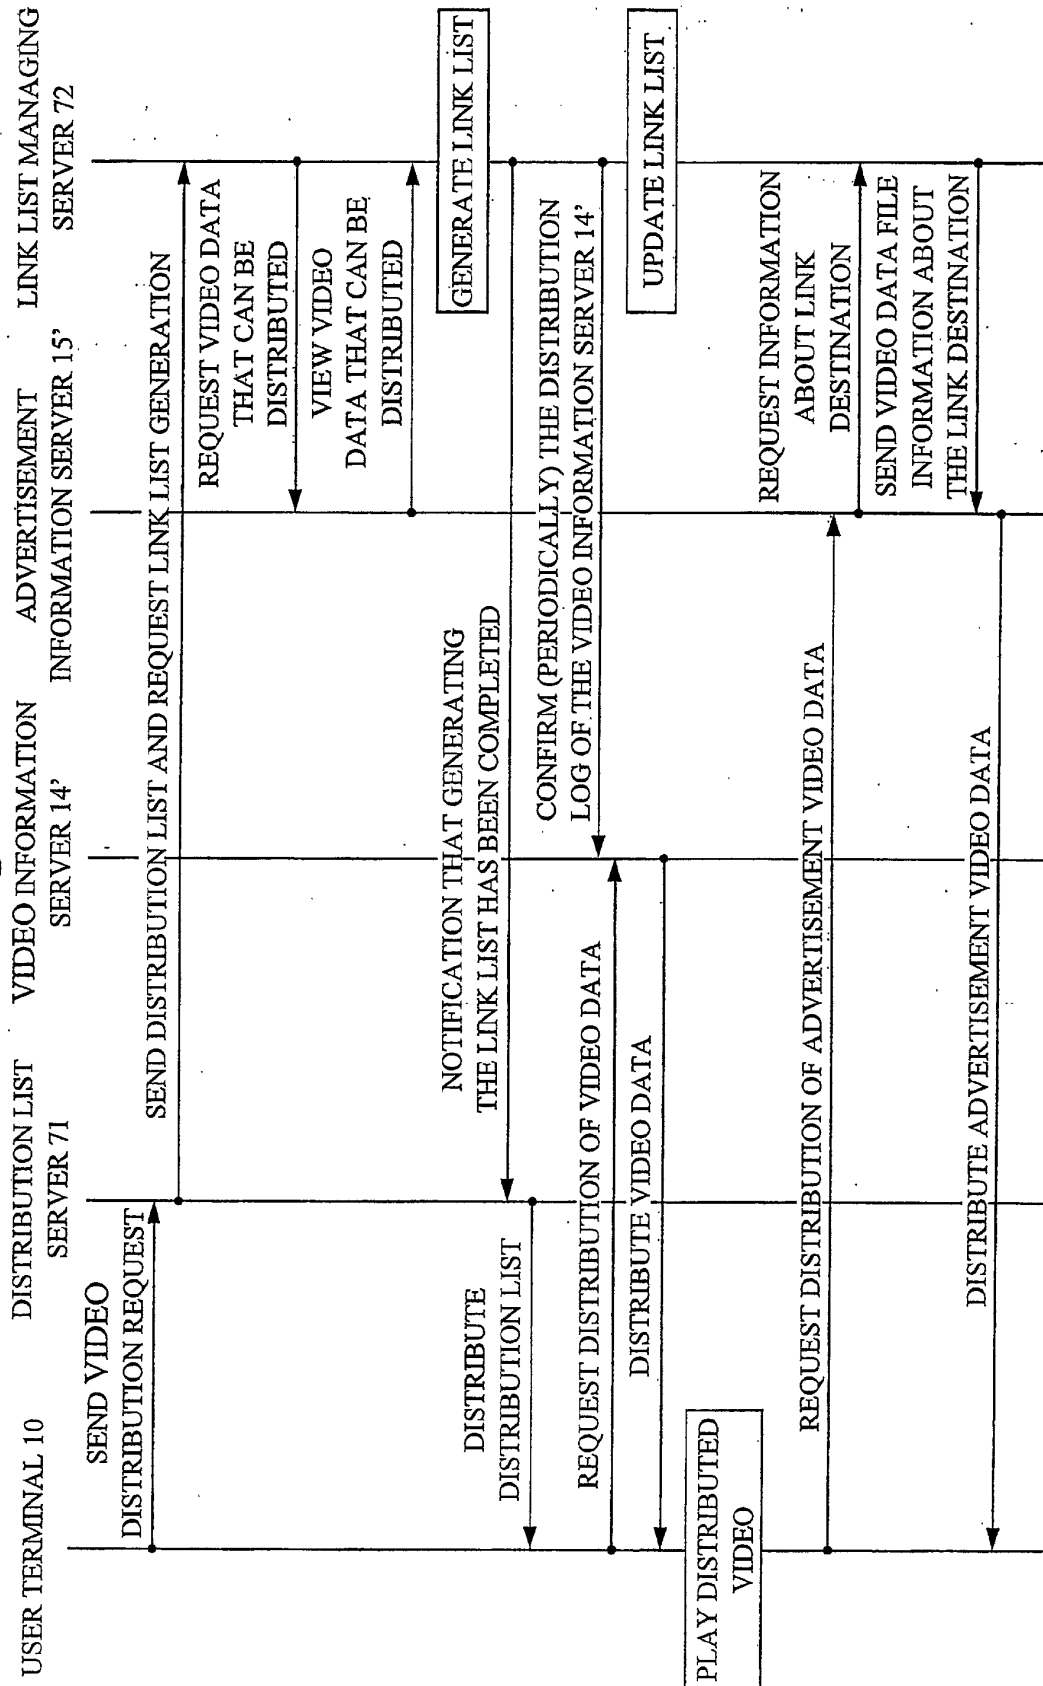 USER TERMINAL 10
DISTRIBUTION LIST
SERVER 71
VIDEO INFORMATION
SERVER 14’
ADVERTISEMENT
INFORMATION SERVER 15’
LINK LIST MANAGING
SERVER 72
SEND VIDEO
DISTRIBUTION REQUEST
SEND DISTRIBUTION LIST AND REQUEST LINK LIST GENERATION
REQUEST VIDEO DATA
THAT CAN BE
DISTRIBUTED
VIEW VIDEO
DATA THAT CAN BE
DISTRIBUTED
GENERATE LINK LIST
NOTIFICATION THAT GENERATING
THE LINK LIST HAS BEEN COMPLETED
DISTRIBUTE
DISTRIBUTION LIST
CONFIRM (PERIODICALLY) THE DISTRIBUTION
LOG OF THE VIDEO INFORMATION SERVER 14’
REQUEST DISTRIBUTION OF VIDEO DATA
UPDATE LINK LIST
DISTRIBUTE VIDEO DATA
PLAY DISTRIBUTED
VIDEO
REQUEST DISTRIBUTION OF ADVERTISEMENT VIDEO DATA
REQUEST INFORMATION
ABOUT LINK
DESTINATION
SEND VIDEO DATA FILE
INFORMATION ABOUT
THE LINK DESTINATION
DISTRIBUTE ADVERTISEMENT VIDEO DATA